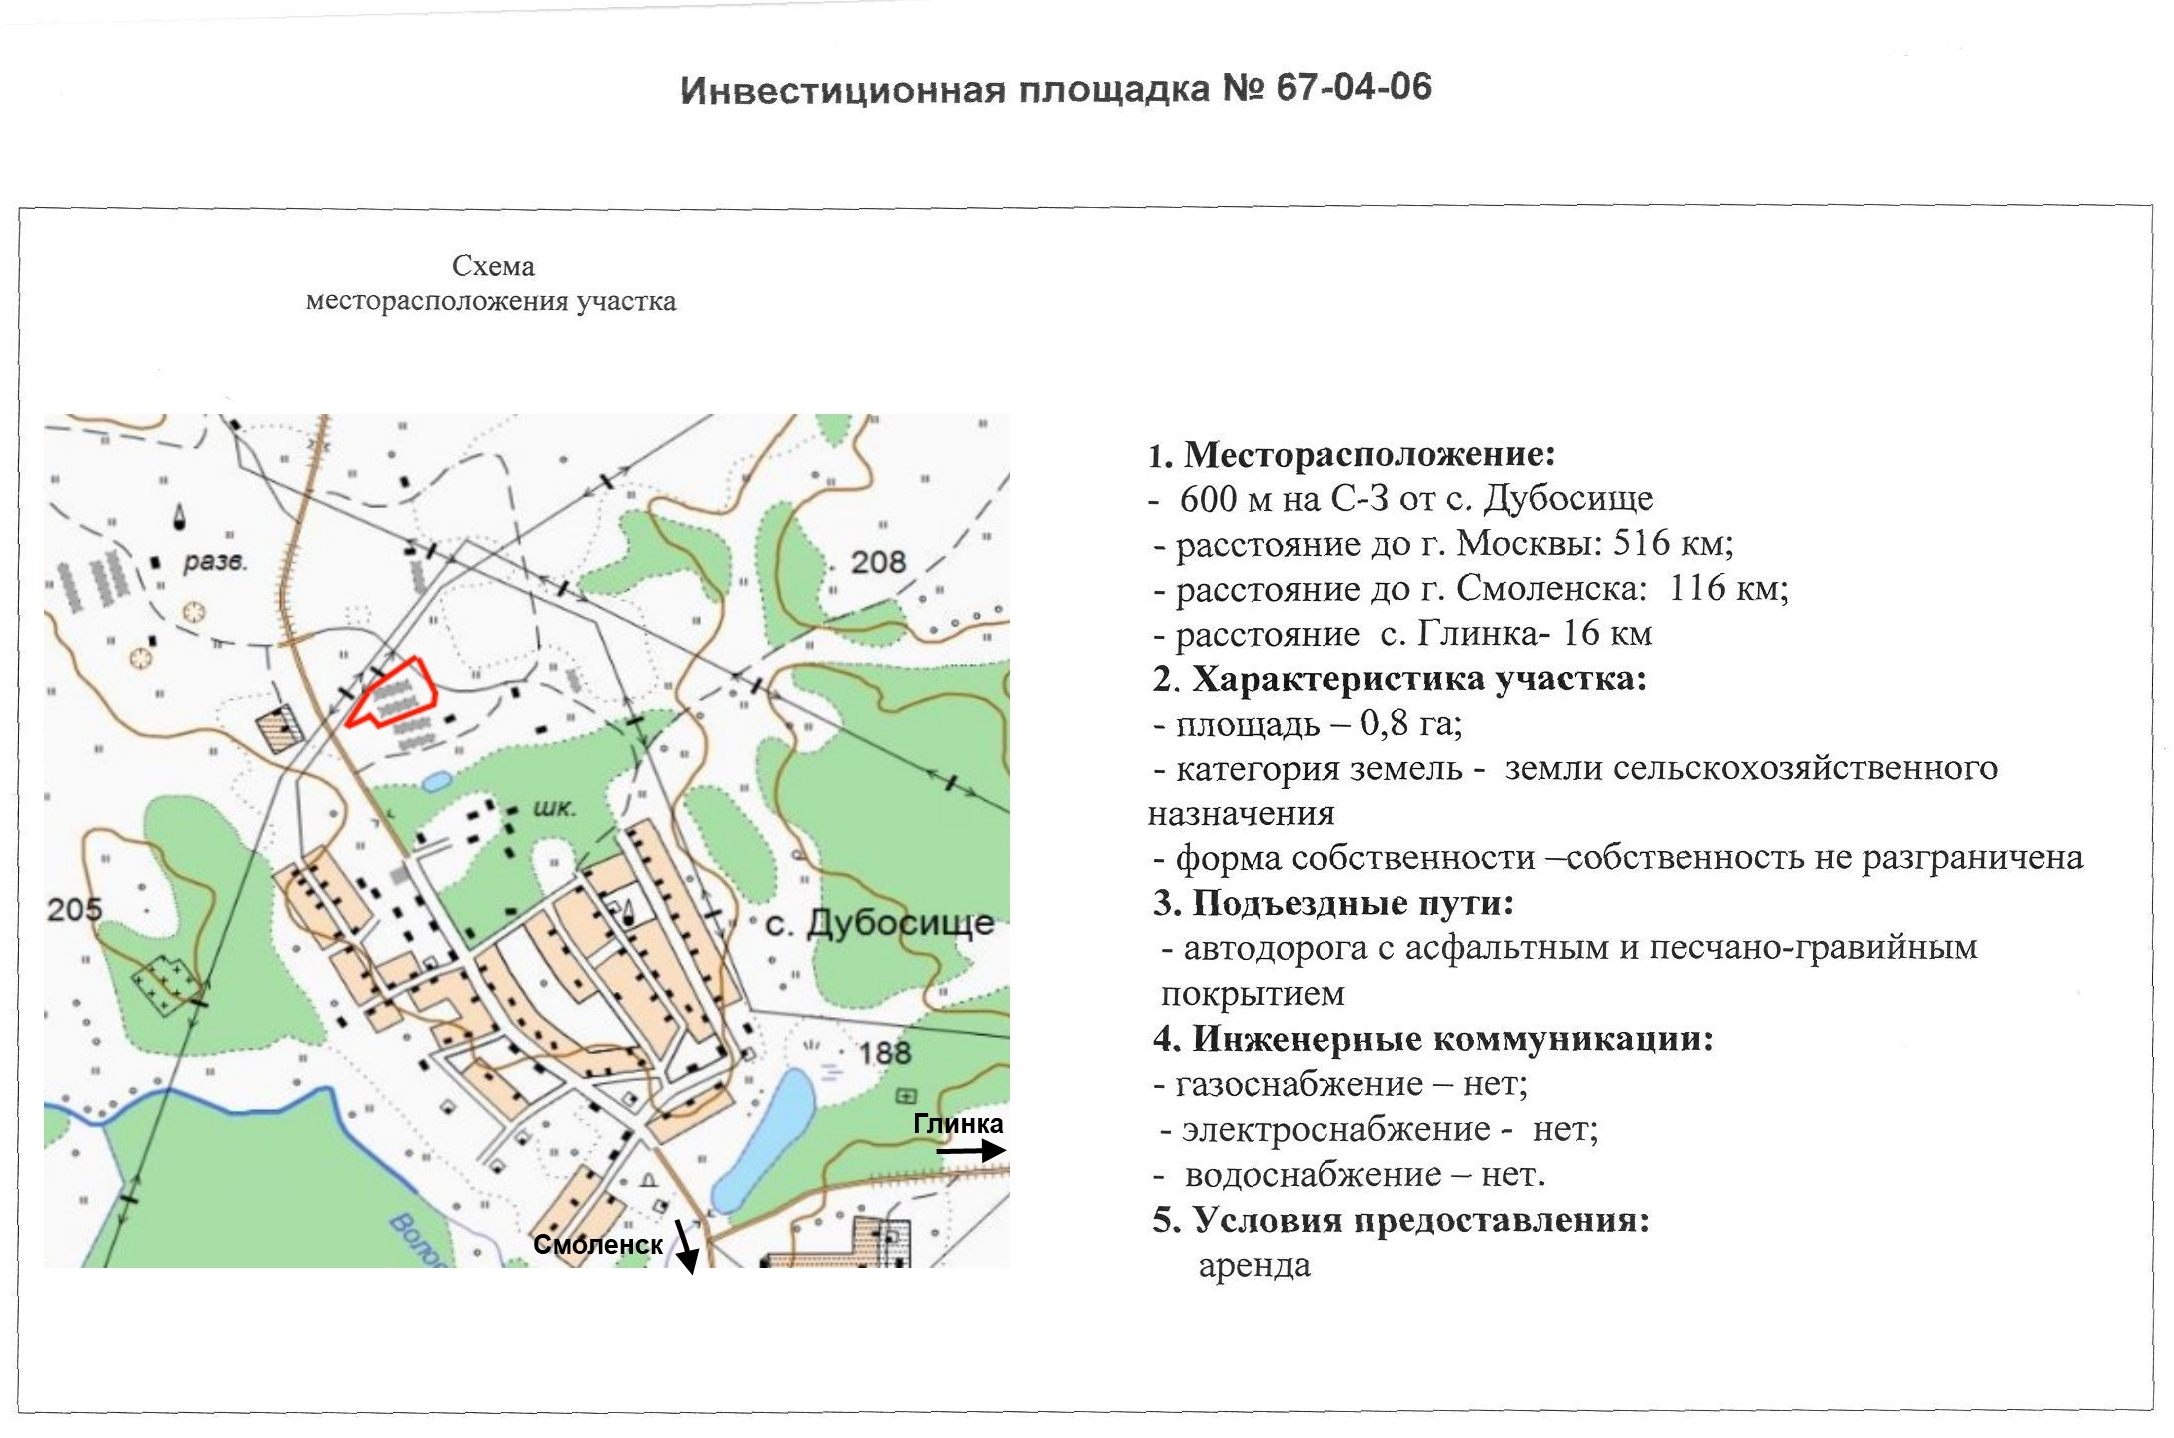 Инвестиционная площадка № 67-04-06
Схема
месторасположения участка
разв.
208
шк.
205
с. Дубосище
188
Глинка
Смоленск
1. Месторасположение:
- 600 м на С-З от с. Дубосище
- расстояние до г. Москвы: 516 км;
- расстояние до г. Смоленска: 116 км;
- расстояние с. Глинка- 16 км
2. Характеристика участка:
- площадь – 0,8 га;
- категория земель - земли сельскохозяйственного
назначения
- форма собственности –собственность не разграничена
3. Подъездные пути:
- автодорога с асфальтным и песчано-гравийным
покрытием
4. Инженерные коммуникации:
- газоснабжение – нет;
- электроснабжение - нет;
- водоснабжение – нет.
5. Условия предоставления:
аренда